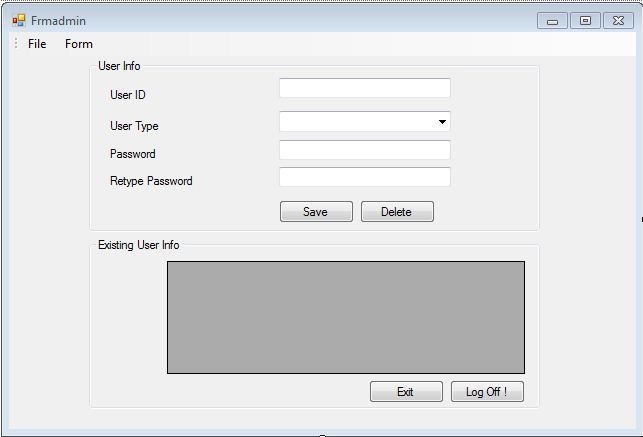 Frmadmin
File Form
User Info
User ID
User Type
Password
Retype Password
Save Delete
Existing User Info
Exit Log Off !